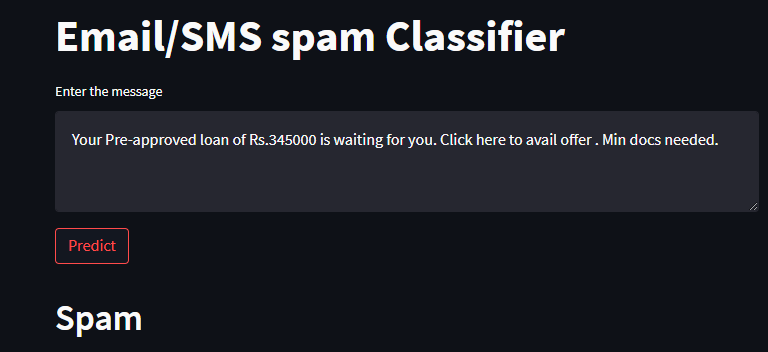 Email/SMS spam Classifier
Enter the message
Your Pre-approved loan of Rs.345000 is waiting for you. Click here to avail offer . Min docs needed.
Predict
Spam